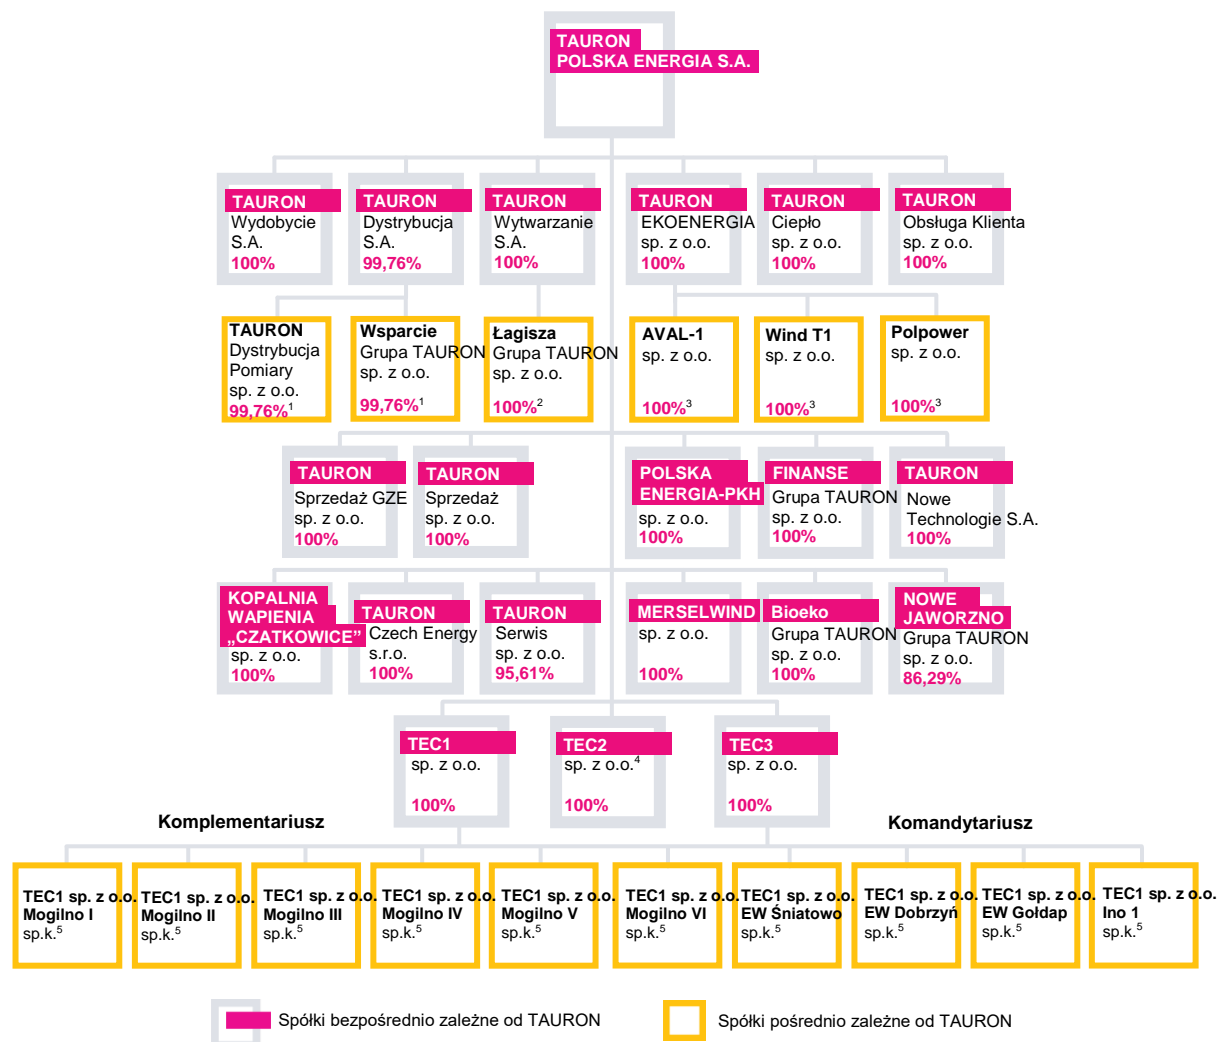 TAURON
POLSKA ENERGIA S.A.
TAURON
Wydobycie
S.A.
100%
TAURON
Dystrybucja
S.A.
99,76%
TAURON
Wytwarzanie
S.A.
100%
TAURON
EKOENERGIA
sp. z o.o.
100%
TAURON
Ciepło
sp. z o.o.
100%
TAURON
Obsługa Klienta
sp. z o.o.
100%
TAURON
Dystrybucja
Pomiary
sp. z o.o.
99,76%¹
Wsparcie
Grupa TAURON
sp. z o.o.
99,76%¹
Łagisza
Grupa TAURON
sp. z o.o.
100%²
AVAL-1
sp. z o.o.
100%³
Wind T1
sp. z o.o.
100%³
Polpower
sp. z o.o.
100%³
TAURON
Sprzedaż GZE
sp. z o.o.
100%
TAURON
Sprzedaż
sp. z o.o.
100%
POLSKA
ENERGIA-PKH
sp. z o.o.
100%
FINANSE
Grupa TAURON
sp. z o.o.
100%
TAURON
Nowe
Technologie S.A.
100%
KOPALNIA
WAPIENIA
„CZATKOWICE”
sp. z o.o.
100%
TAURON
Czech Energy
s.r.o.
100%
TAURON
Serwis
sp. z o.o.
95,61%
MERSELWIND
sp. z o.o.
100%
Bioeko
Grupa TAURON
sp. z o.o.
100%
NOWE
JAWORZNO
Grupa TAURON
sp. z o.o.
86,29%
TEC1
sp. z o.o.
100%
TEC2
sp. z o.o.⁴
100%
TEC3
sp. z o.o.
100%
Komplementariusz
Komandytariusz
TEC1 sp. z o.o.
Mogilno I
sp.k.⁵
TEC1 sp. z o.o.
Mogilno II
sp.k.⁵
TEC1 sp. z o.o.
Mogilno III
sp.k.⁵
TEC1 sp. z o.o.
Mogilno IV
sp.k.⁵
TEC1 sp. z o.o.
Mogilno V
sp.k.⁵
TEC1 sp. z o.o.
Mogilno VI
sp.k.⁵
TEC1 sp. z o.o.
EW Śniatowo
sp.k.⁵
TEC1 sp. z o.o.
EW Dobrzyń
sp.k.⁵
TEC1 sp. z o.o.
EW Gołdap
sp.k.⁵
TEC1 sp. z o.o.
Ino 1
sp.k.⁵
Spółki bezpośrednio zależne od TAURON
Spółki pośrednio zależne od TAURON